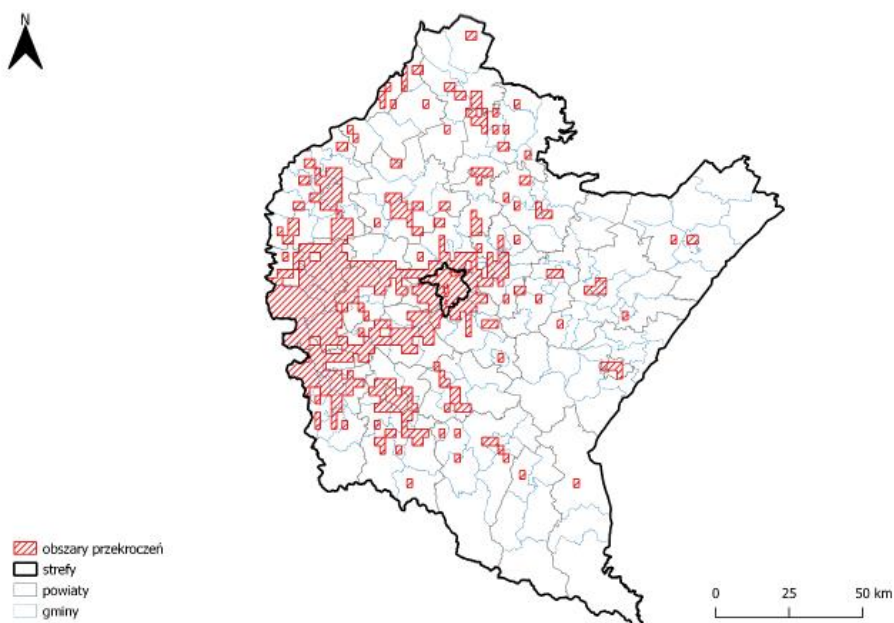 N
obszary przekroczeń
strefy
powiaty
gminy
0 25 50 km